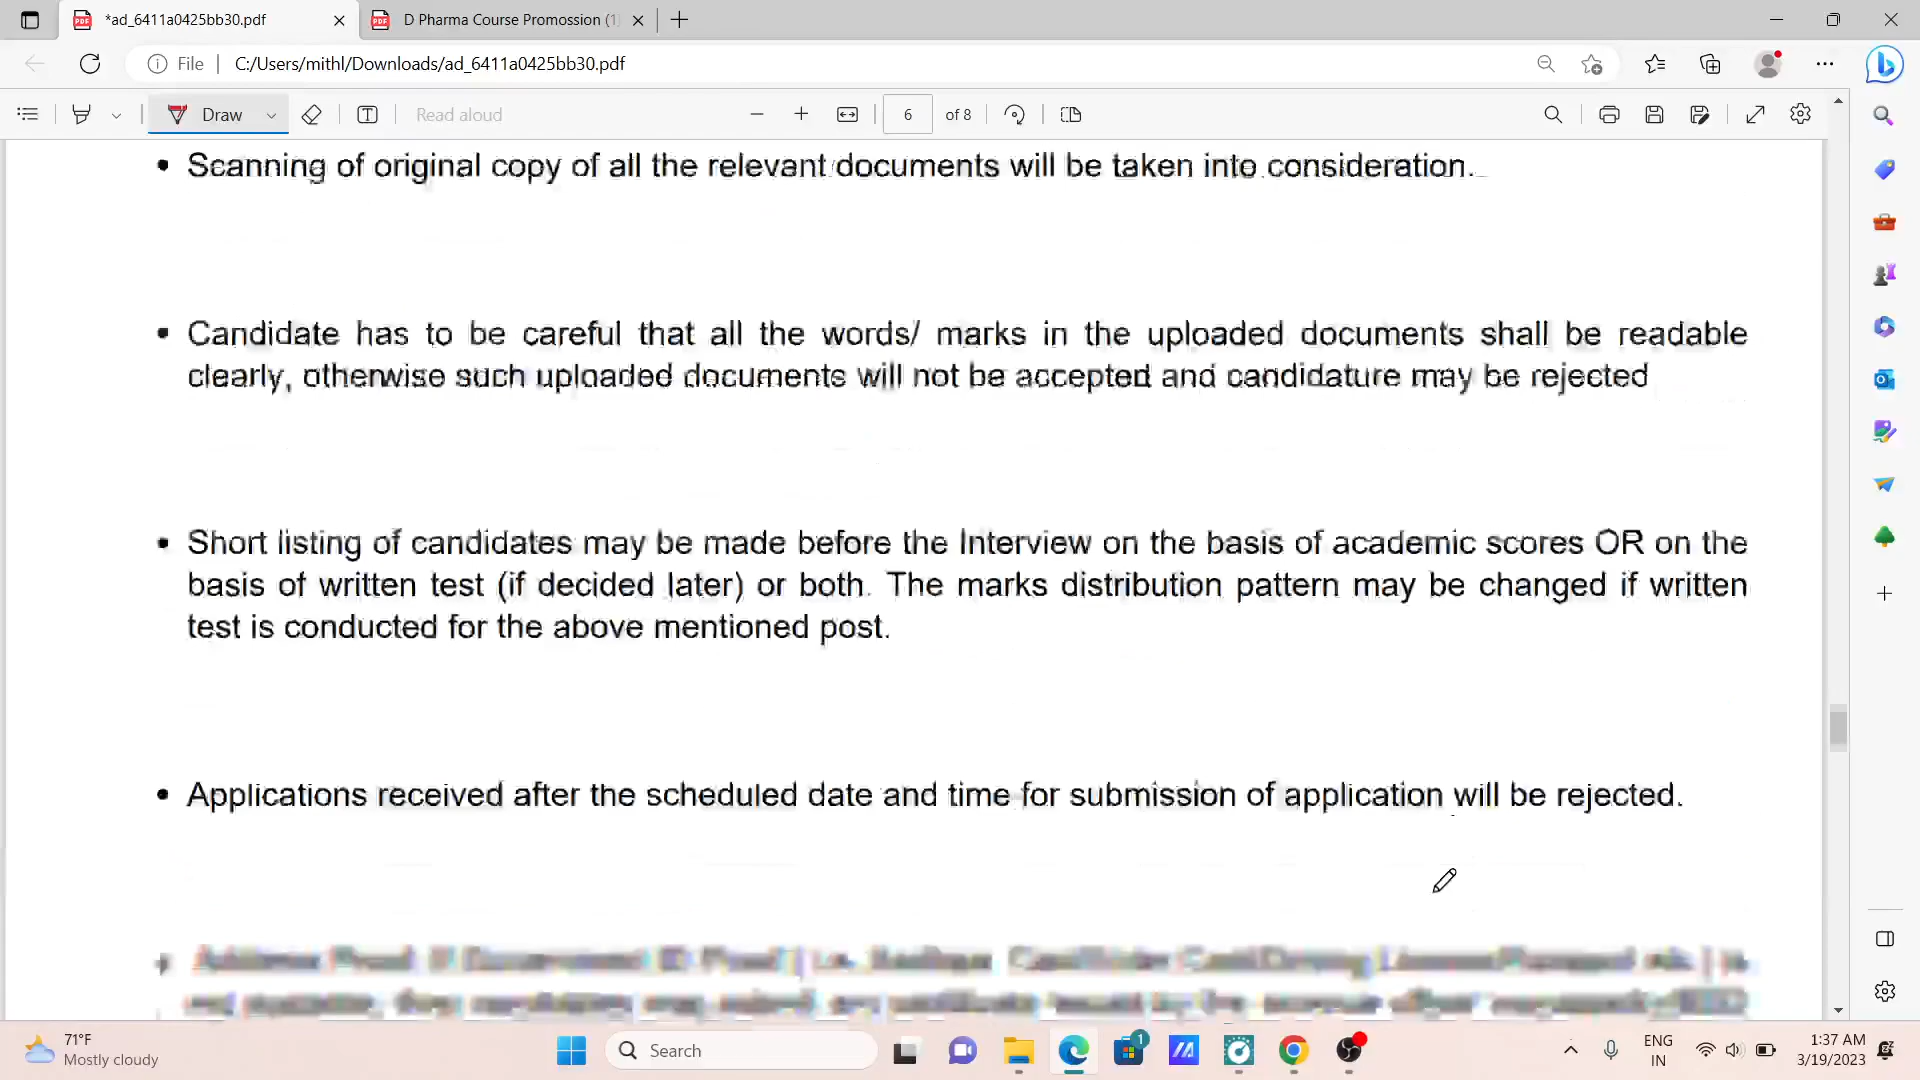 *ad_6411a0425bb30.pdf
D Pharma Course Promossion (1)
File
C:/Users/mithl/Downloads/ad_6411a0425bb30.pdf
Draw
Read aloud
6
of 8
• Scanning of original copy of all the relevant documents will be taken into consideration.
• Candidate has to be careful that all the words/ marks in the uploaded documents shall be readable
clearly, otherwise such uploaded documents will not be accepted and candidature may be rejected
• Short listing of candidates may be made before the Interview on the basis of academic scores OR on the
basis of written test (if decided later) or both. The marks distribution pattern may be changed if written
test is conducted for the above mentioned post.
• Applications received after the scheduled date and time for submission of application will be rejected.
71°F
Mostly cloudy
Search
1
ENG
IN
1:37 AM
3/19/2023